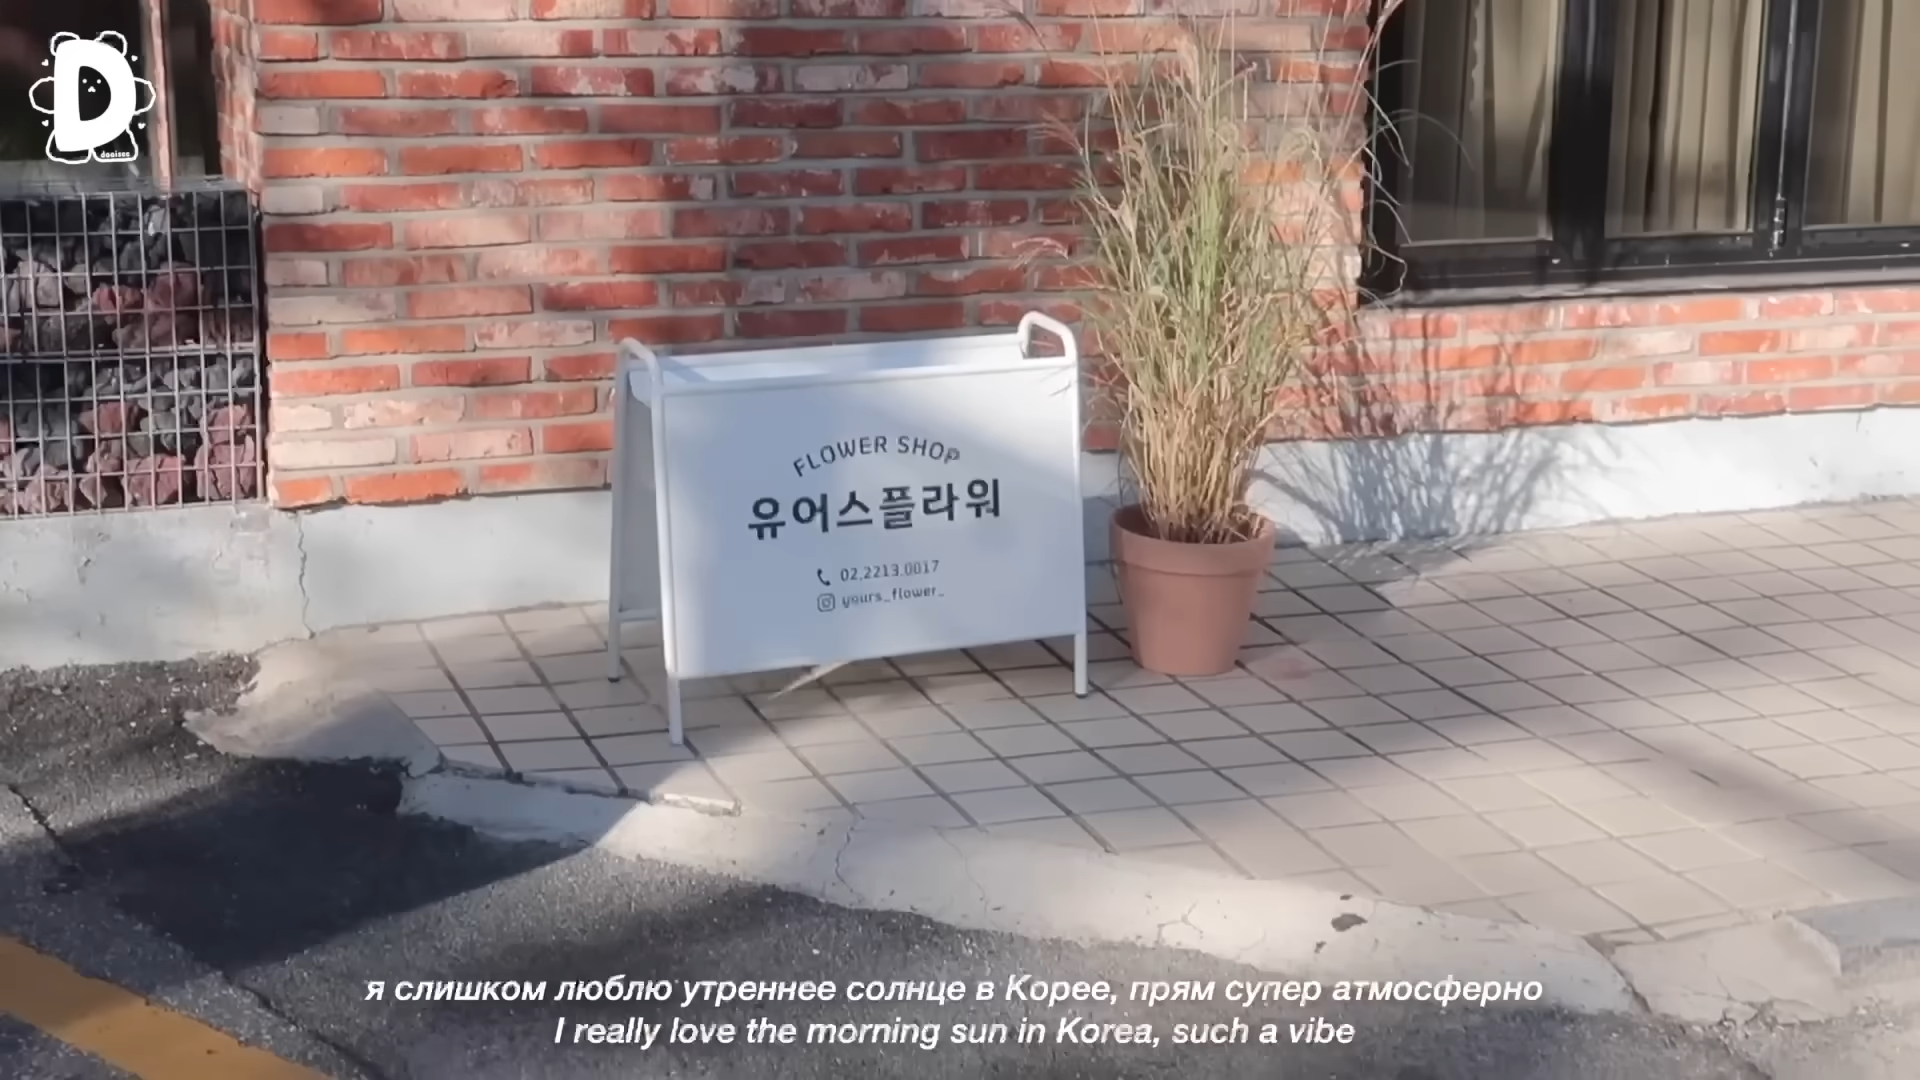 D
daaisea
FLOWER SHOP
유어스플라워
02.2213.0017
yours_flower_
я слишком люблю утреннее солнце в Корее, прям супер атмосферно
I really love the morning sun in Korea, such a vibe